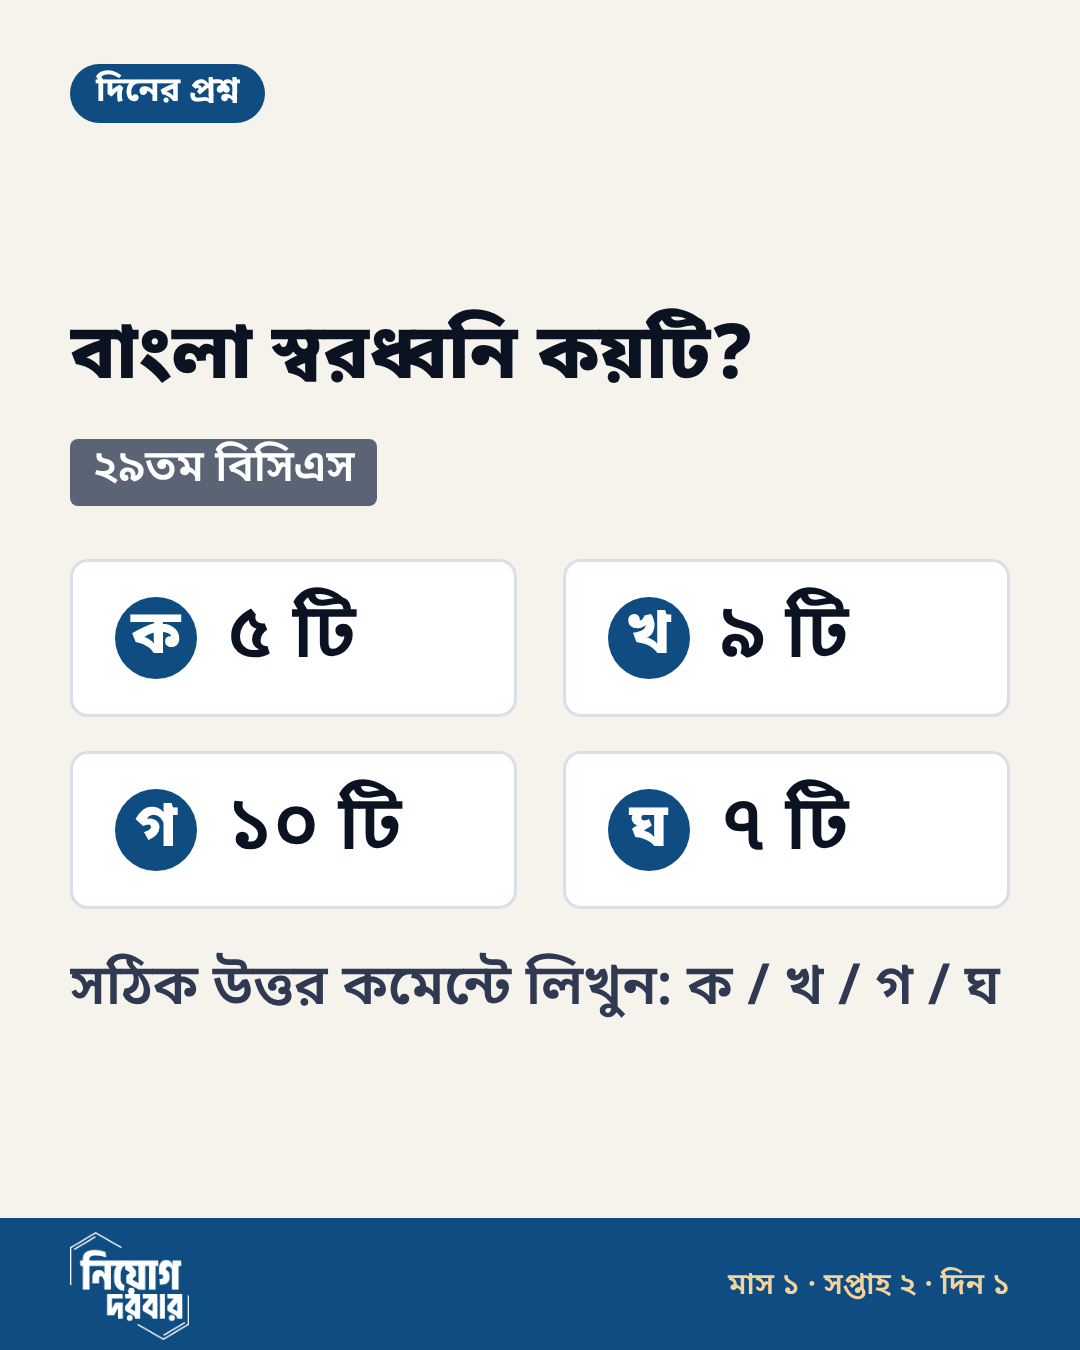 দিনের প্রশ্ন
বাংলা স্বরধ্বনি কয়টি?
২৯তম বিসিএস
ক ৫ টি
খ ৯ টি
গ ১০ টি
ঘ ৭ টি
সঠিক উত্তর কমেন্টে লিখুন: ক / খ / গ / ঘ
নিয়োগ
দরবার
মাস ১ · সপ্তাহ ২ · দিন ১